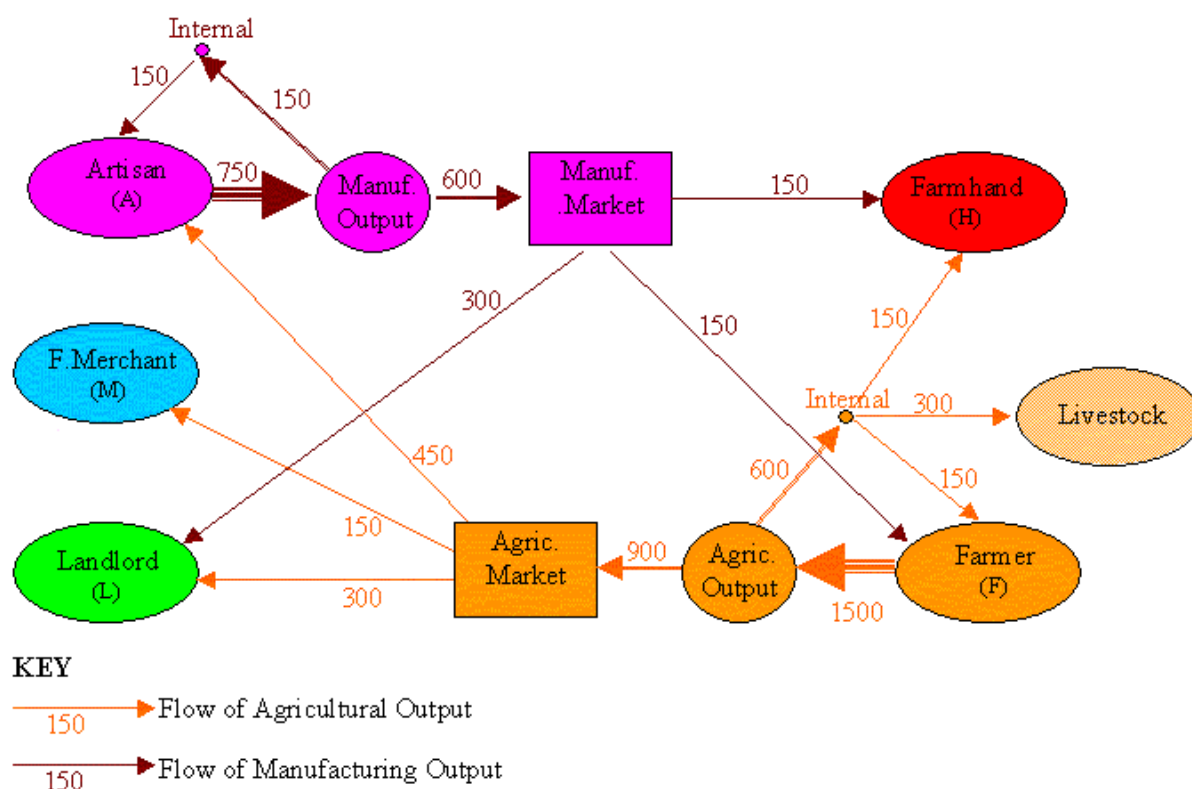 Internal
150
150
Artisan
(A)
750
Manuf.
Output
600
Manuf.
.Market
150
Farmhand
(H)
300
150
150
F.Merchant
(M)
Internal
300
Livestock
450
600
150
150
Landlord
(L)
300
Agric.
.Market
900
Agric.
Output
1500
Farmer
(F)
KEY
150
Flow of Agricultural Output
150
Flow of Manufacturing Output